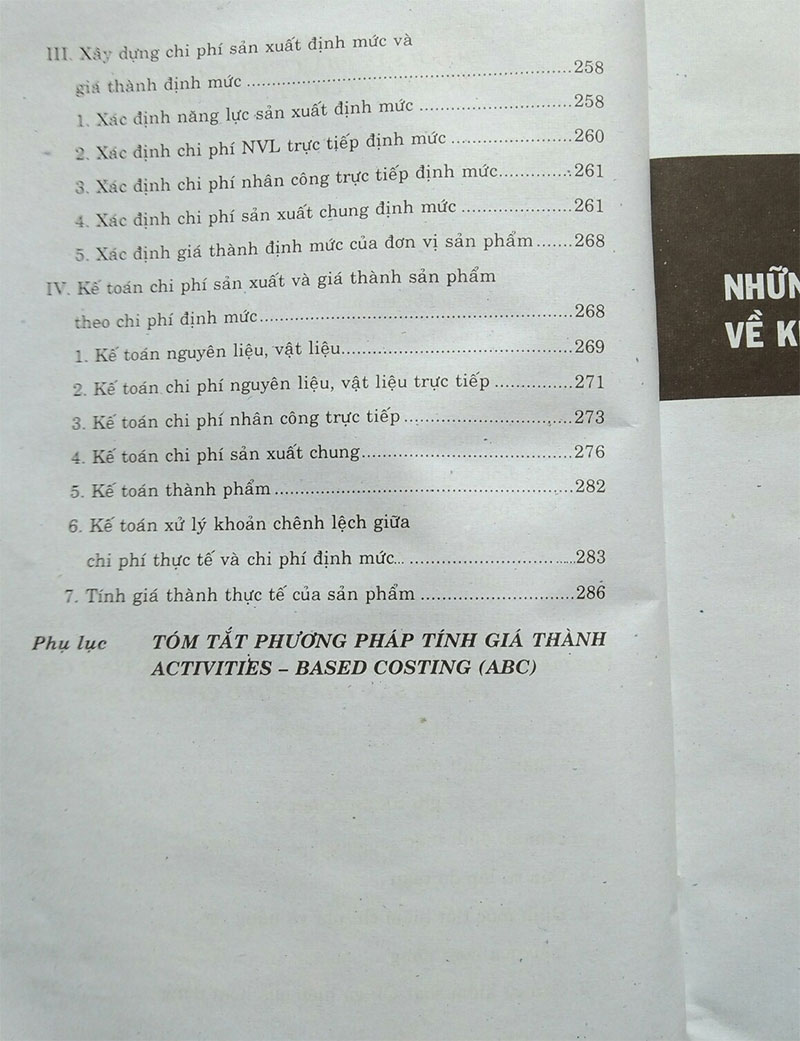 III. Xây dựng chi phí sản xuất định mức và
giá thành định mức ..................................................258
1. Xác định năng lực sản xuất định mức ........................258
2. Xác định chi phí NVL trực tiếp định mức ...................260
3. Xác định chi phí nhân công trực tiếp định mức...........261
4. Xác định chi phí sản xuất chung định mức .................261
5. Xác định giá thành định mức của đơn vị sản phẩm.......268
IV. Kế toán chi phí sản xuất và giá thành sản phẩm
theo chi phí định mức................................................268
1. Kế toán nguyên liệu, vật liệu...................................269
2. Kế toán chi phí nguyên liệu, vật liệu trực tiếp ............271
3. Kế toán chi phí nhân công trực tiếp ..........................273
4. Kế toán chi phí sản xuất chung................................276
5. Kế toán thành phẩm..............................................282
6. Kế toán xử lý khoản chênh lệch giữa
chi phí thực tế và chi phí định mức... .........................283
7. Tính giá thành thực tế của sản phẩm ........................286
Phụ lục TÓM TẮT PHƯƠNG PHÁP TÍNH GIÁ THÀNH
ACTIVITIES – BASED COSTING (ABC)
VỀ